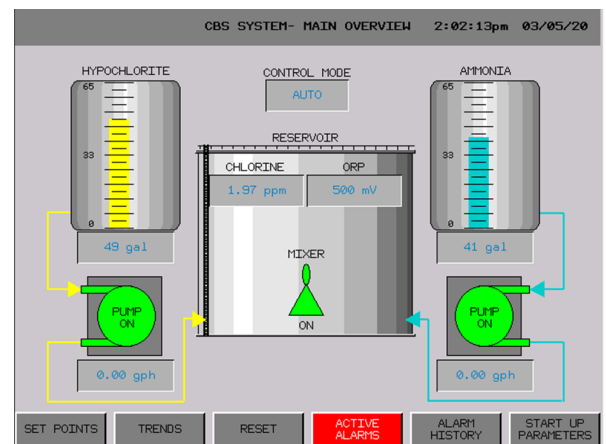 CBS SYSTEM- MAIN OVERVIEW 2:02:13pm 03/05/20
HYPOCHLORITE
CONTROL MODE
AMMONIA
65
AUTO
65
RESERVOIR
33
CHLORINE ORP
33
1.97 ppm 500 mV
0
0
49 gal
MIXER
41 gal
PUMP
ON
ON
PUMP
ON
0.00 gph
0.00 gph
SET POINTS
TRENDS
RESET
ACTIVE
ALARMS
ALARM
HISTORY
START UP
PARAMETERS